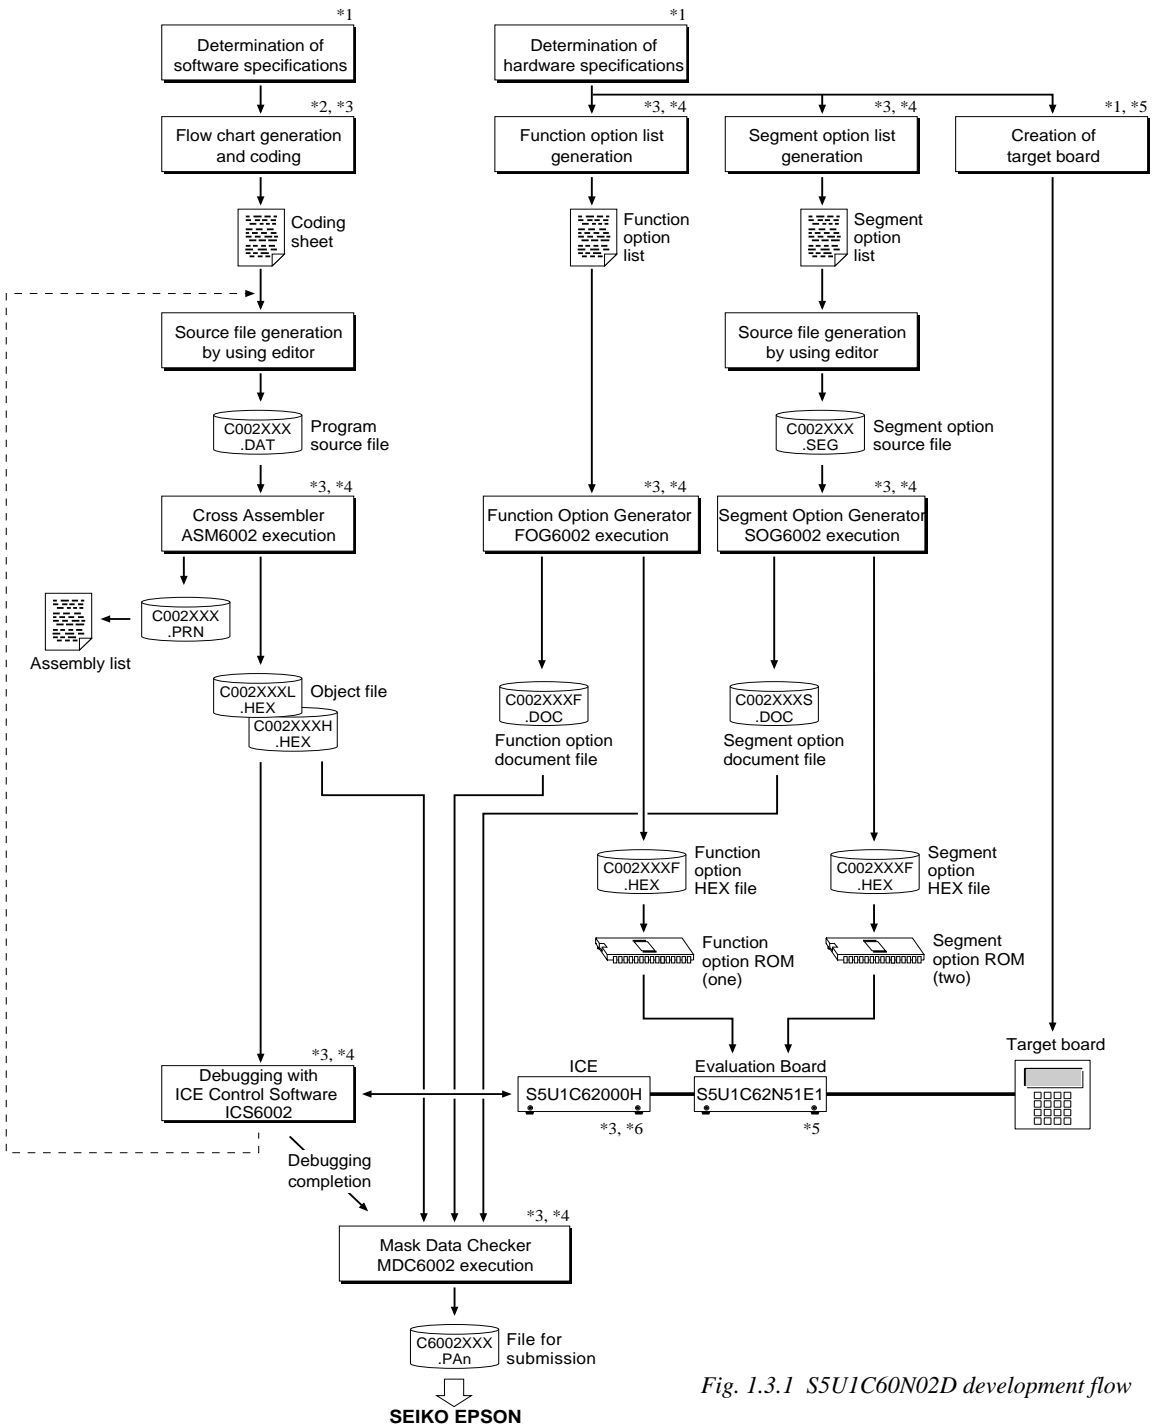 *1
Determination of
software specifications
*1
Determination of
hardware specifications
*2, *3
Flow chart generation
and coding
*3, *4
Function option list
generation
*3, *4
Segment option list
generation
*1, *5
Creation of
target board
Coding
sheet
Function
option
list
Segment
option
list
Source file generation
by using editor
Source file generation
by using editor
C002XXX
.DAT
Program
source file
C002XXX
.SEG
Segment option
source file
*3, *4
Cross Assembler
ASM6002 execution
*3, *4
Function Option Generator
FOG6002 execution
*3, *4
Segment Option Generator
SOG6002 execution
C002XXX
.PRN
Assembly list
C002XXXL
.HEX
Object file
C002XXXH
.HEX
C002XXXF
.DOC
Function option
document file
C002XXXS
.DOC
Segment option
document file
C002XXXF
.HEX
Function
option
HEX file
C002XXXF
.HEX
Segment
option
HEX file
Function
option ROM
(one)
Segment
option ROM
(two)
*3, *4
Debugging with
ICE Control Software
ICS6002
ICE
S5U1C62000H
*3, *6
Evaluation Board
S5U1C62N51E1
*5
Target board
Debugging
completion
*3, *4
Mask Data Checker
MDC6002 execution
C6002XXX
.PAn
File for
submission
SEIKO EPSON
Fig. 1.3.1 S5U1C60N02D development flow